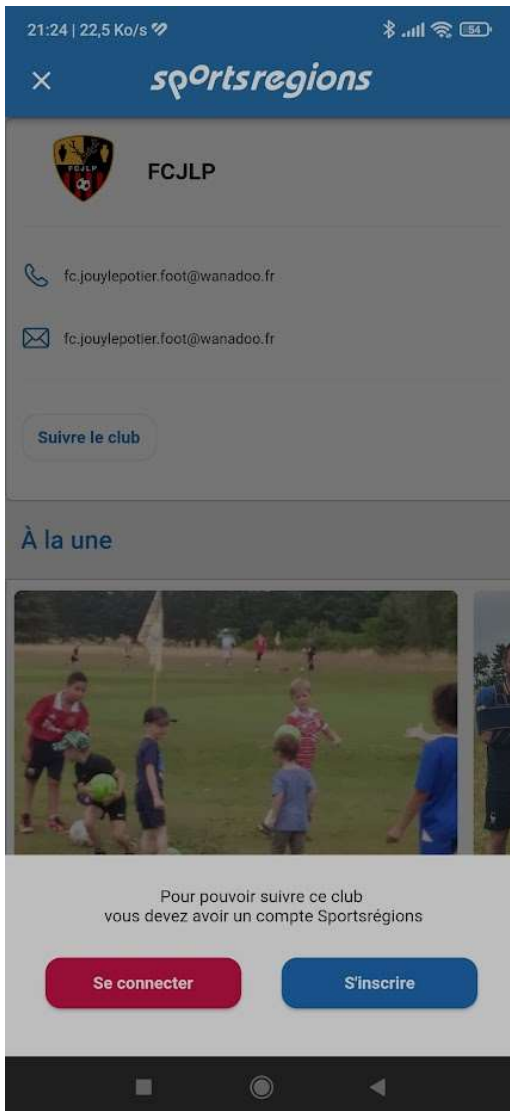 21:24 | 22,5 Ko/s
54
sportsregions
FCJLP
FCJLP
fc.jouylepotier.foot@wanadoo.fr
fc.jouylepotier.foot@wanadoo.fr
Suivre le club
À la une
Pour pouvoir suivre ce club
vous devez avoir un compte Sportsrégions
Se connecter
S'inscrire